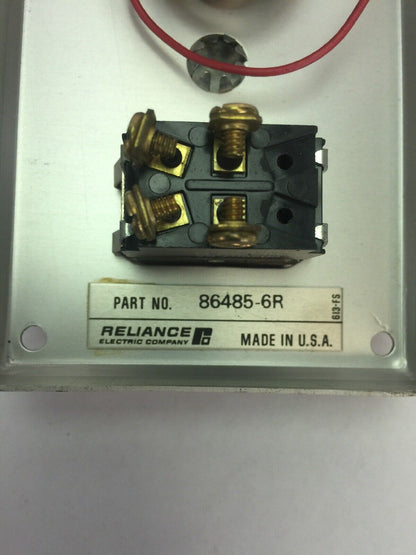 PART NO. 86485-6R
613-FS
RELIANCE
ELECTRIC COMPANY
MADE IN U.S.A.